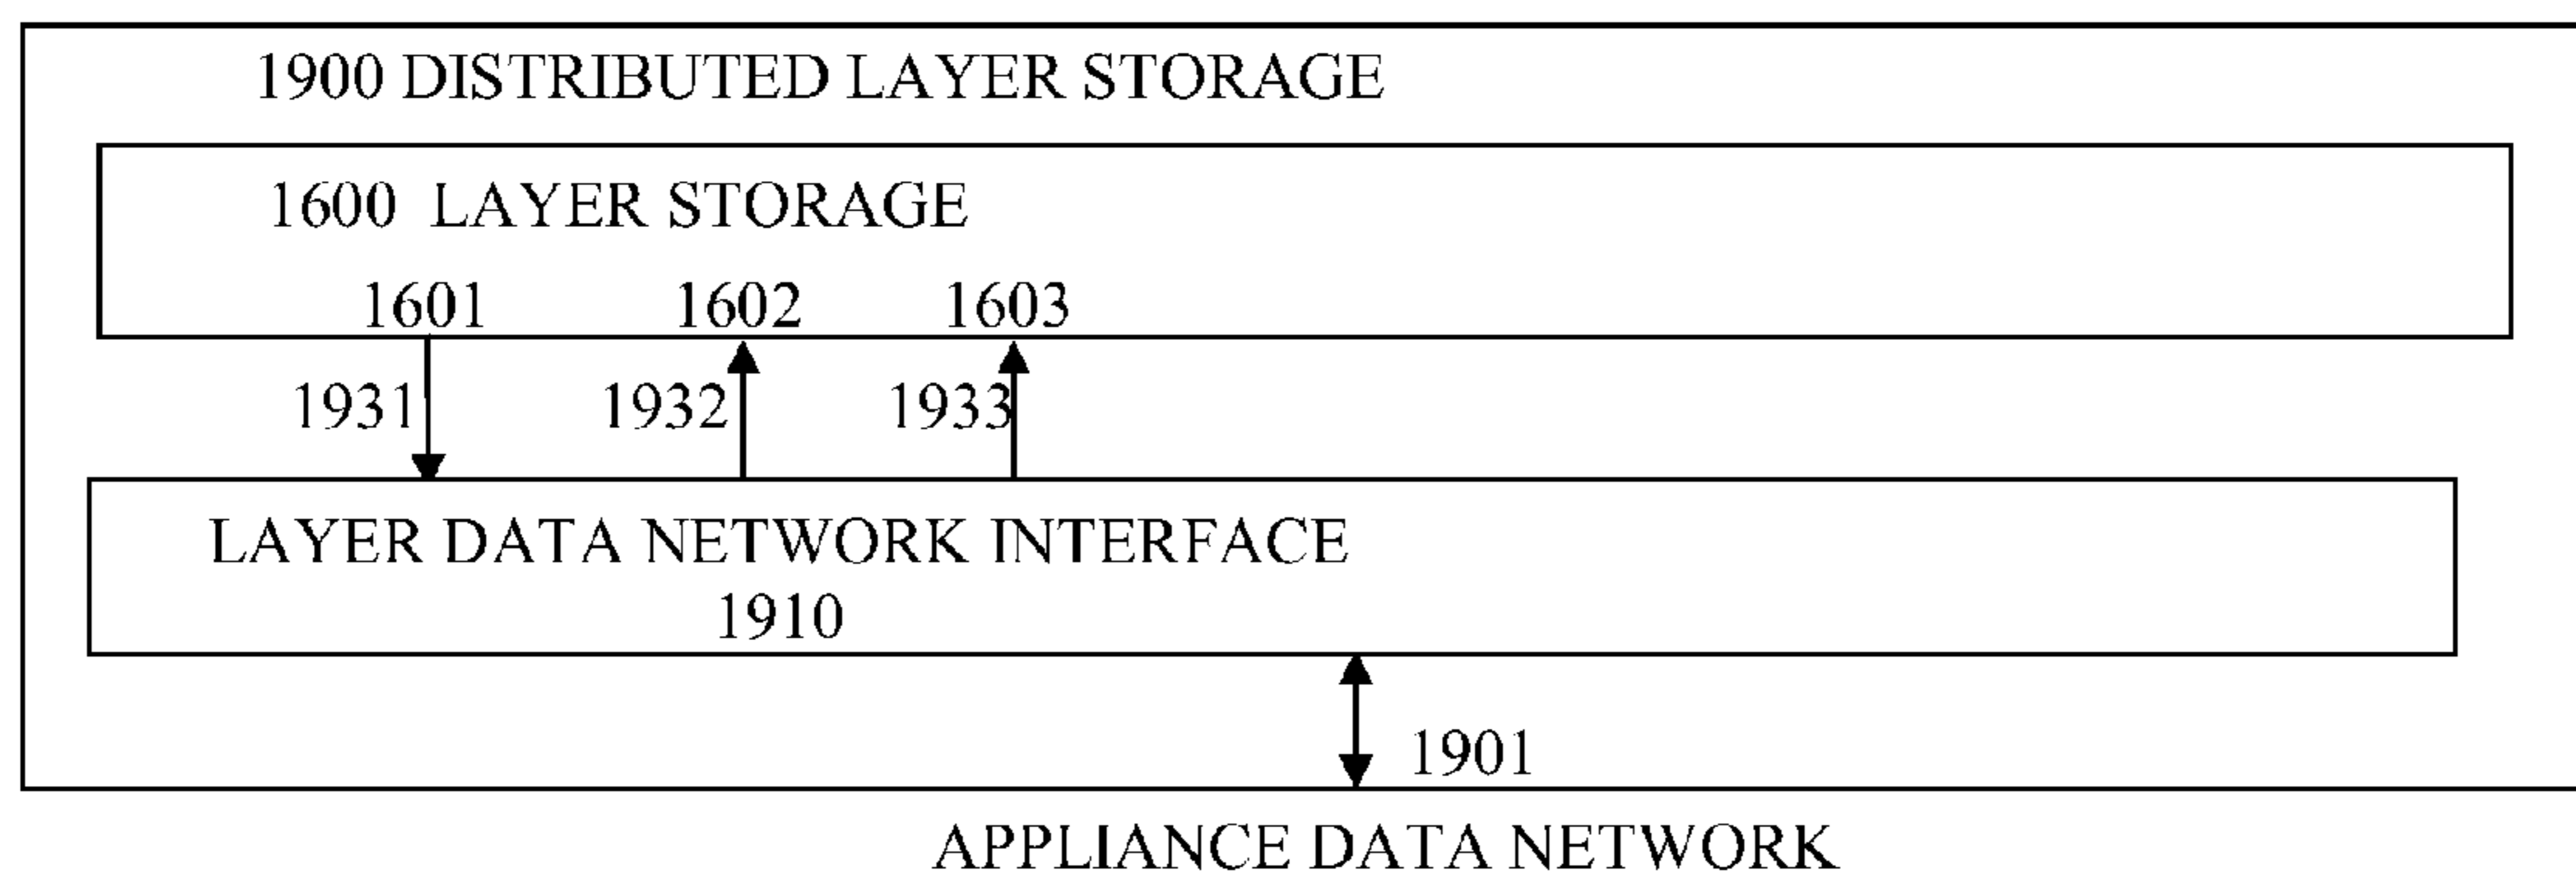 1900 DISTRIBUTED LAYER STORAGE
1600 LAYER STORAGE
1601 1602 1603
1931 1932 1933
LAYER DATA NETWORK INTERFACE
1910
1901
APPLIANCE DATA NETWORK